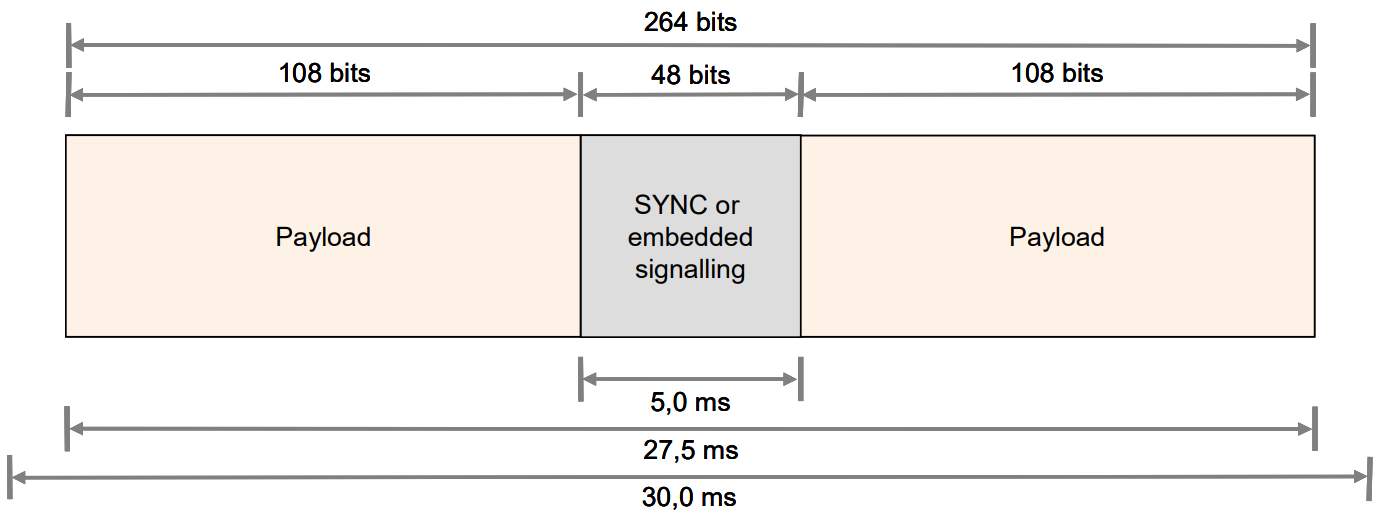 264 bits
108 bits
48 bits
108 bits
Payload
SYNC or
embedded
signalling
Payload
5,0 ms
27,5 ms
30,0 ms